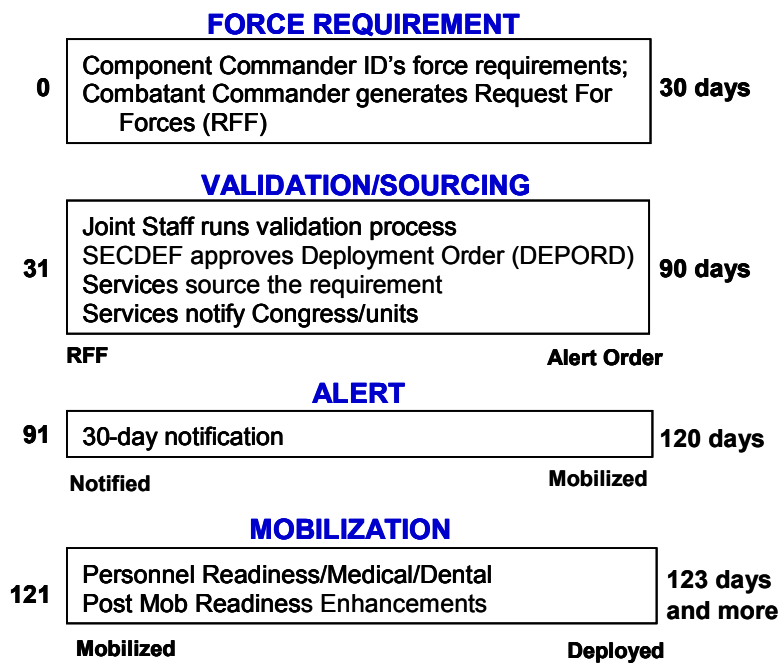 FORCE REQUIREMENT
0
Component Commander ID's force requirements;
Combatant Commander generates Request For
Forces (RFF)
30 days
VALIDATION/SOURCING
31
Joint Staff runs validation process
SECDEF approves Deployment Order (DEPORD)
Services source the requirement
Services notify Congress/units
90 days
RFF
Alert Order
ALERT
91
30-day notification
120 days
Notified
Mobilized
MOBILIZATION
121
Personnel Readiness/Medical/Dental
Post Mob Readiness Enhancements
123 days
and more
Mobilized
Deployed